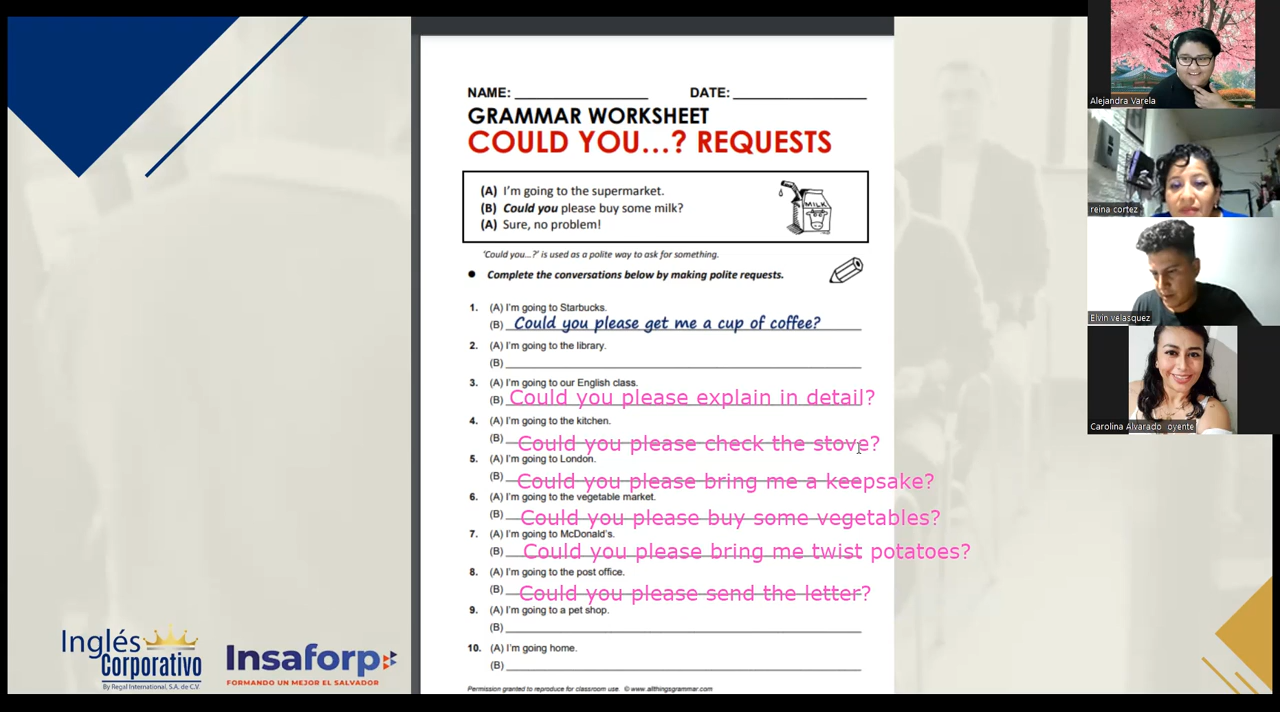 NAME: ____________________ DATE: ____________________
GRAMMAR WORKSHEET
COULD YOU...? REQUESTS
(A) I'm going to the supermarket.
(B) Could you please buy some milk?
(A) Sure, no problem!
MILK
'Could you...?' is used as a polite way to ask for something.
● Complete the conversations below by making polite requests.
1. (A) I'm going to Starbucks.
(B) Could you please get me a cup of coffee?
2. (A) I'm going to the library.
(B)
3. (A) I'm going to our English class.
(B) Could you please explain in detail?
4. (A) I'm going to the kitchen.
(B) Could you please check the stove?
5. (A) I'm going to London.
(B) Could you please bring me a keepsake?
6. (A) I'm going to the vegetable market.
(B) Could you please buy some vegetables?
7. (A) I'm going to McDonald's.
(B) Could you please bring me twist potatoes?
8. (A) I'm going to the post office.
(B) Could you please send the letter?
9. (A) I'm going to a pet shop.
(B)
10. (A) I'm going home.
(B)
Permission granted to reproduce for classroom use. © www.allthingsgrammar.com
Inglés
Corporativo
By Regal International, S.A. de C.V.
Insaforp
FORMANDO UN MEJOR EL SALVADOR
Alejandra Varela
reina cortez
Elvin velasquez
Carolina Alvarado oyente